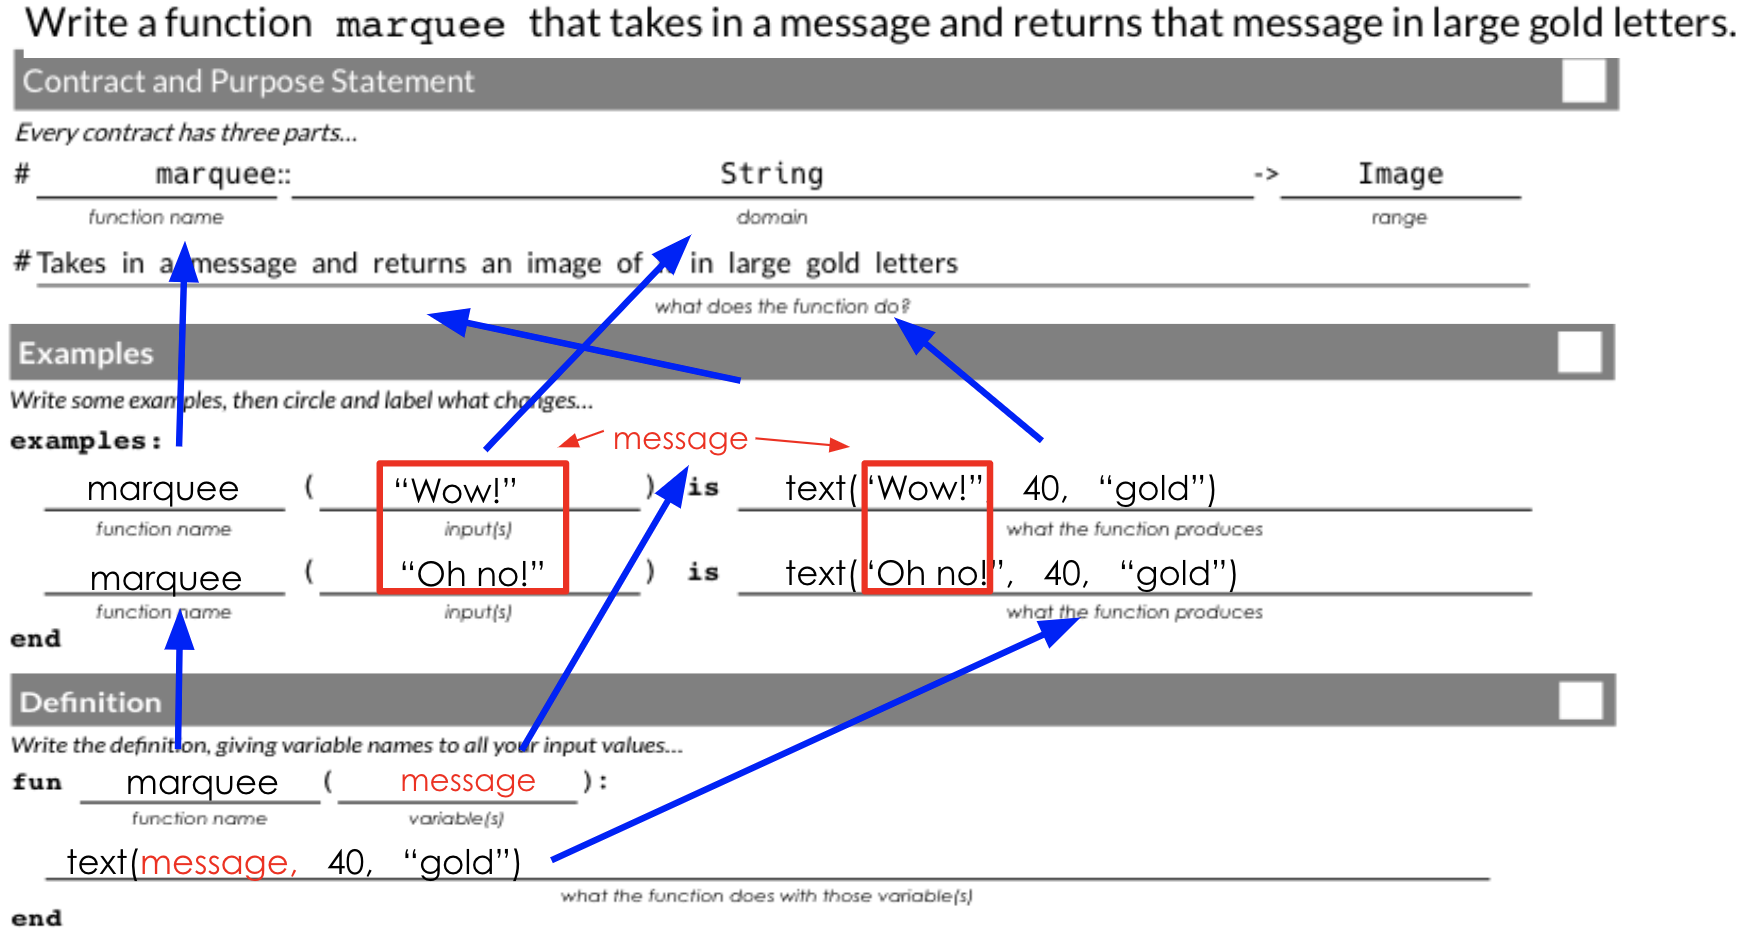 Write a function marquee that takes in a message and returns that message in large gold letters.
Contract and Purpose Statement
Every contract has three parts...
# marquee:: String -> Image
function name domain range
# Takes in a message and returns an image of in large gold letters
what does the function do?
Examples
Write some examples, then circle and label what changes...
examples:
message
marquee ( “Wow!” ) is text(“Wow!” 40, “gold”)
function name input(s) what the function produces
marquee ( “Oh no!” ) is text(“Oh no!”, 40, “gold”)
function name input(s) what the function produces
end
Definition
Write the definition, giving variable names to all your input values...
fun marquee ( message ):
function name variable(s)
text(message, 40, “gold”)
what the function does with those variable(s)
end